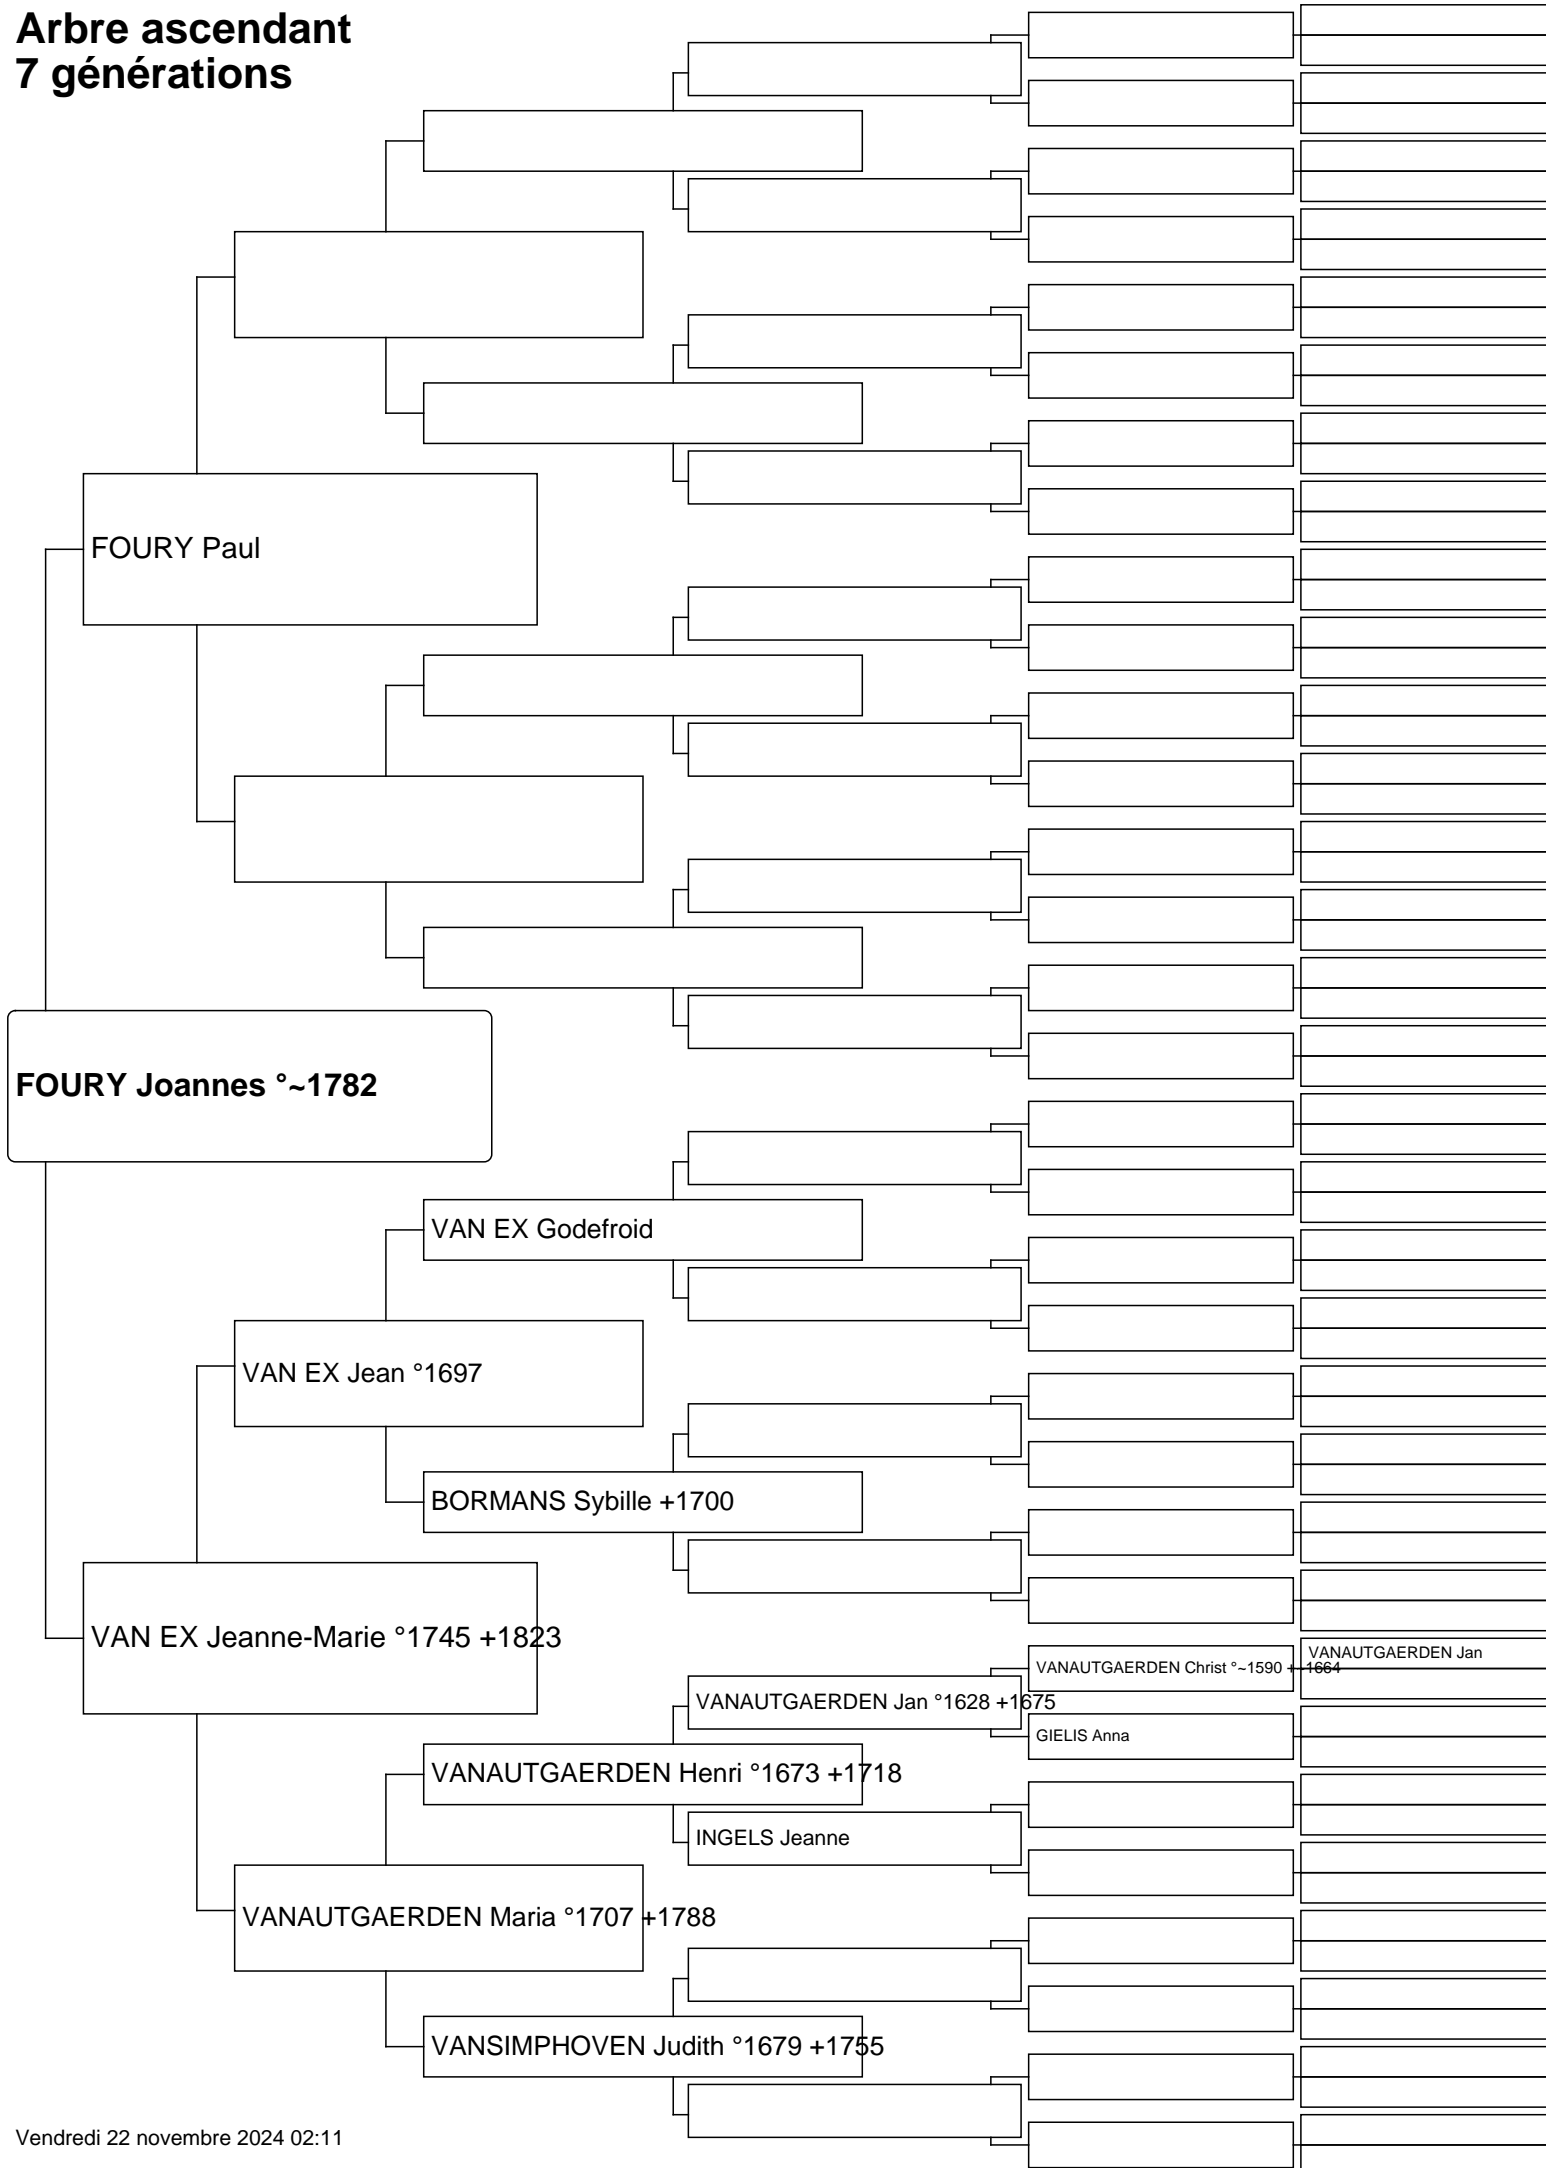 Arbre ascendant
7 générations
FOURY Paul
FOURY Joannes °~1782
VAN EX Godefroid
VAN EX Jean °1697
BORMANS Sybille +1700
VAN EX Jeanne-Marie °1745 +1823
VANAUTGAERDEN Jan
VANAUTGAERDEN Christ °~1590 +~1664
VANAUTGAERDEN Jan °1628 +1675
GIELIS Anna
VANAUTGAERDEN Henri °1673 +1718
INGELS Jeanne
VANAUTGAERDEN Maria °1707 +1788
VANSIMPHOVEN Judith °1679 +1755
Vendredi 22 novembre 2024 02:11